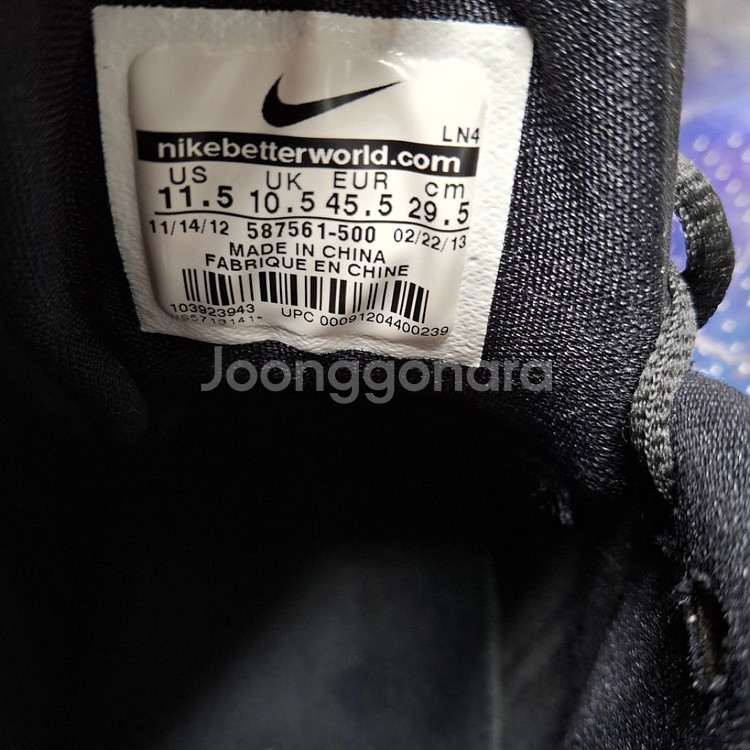 LN4
nikebetterworld.com
US UK EUR cm
11.5 10.5 45.5 29.5
11/14/12 587561-500 02/22/13
MADE IN CHINA
FABRIQUE EN CHINE
103923943
UPC 00091204400239
Joonggonara